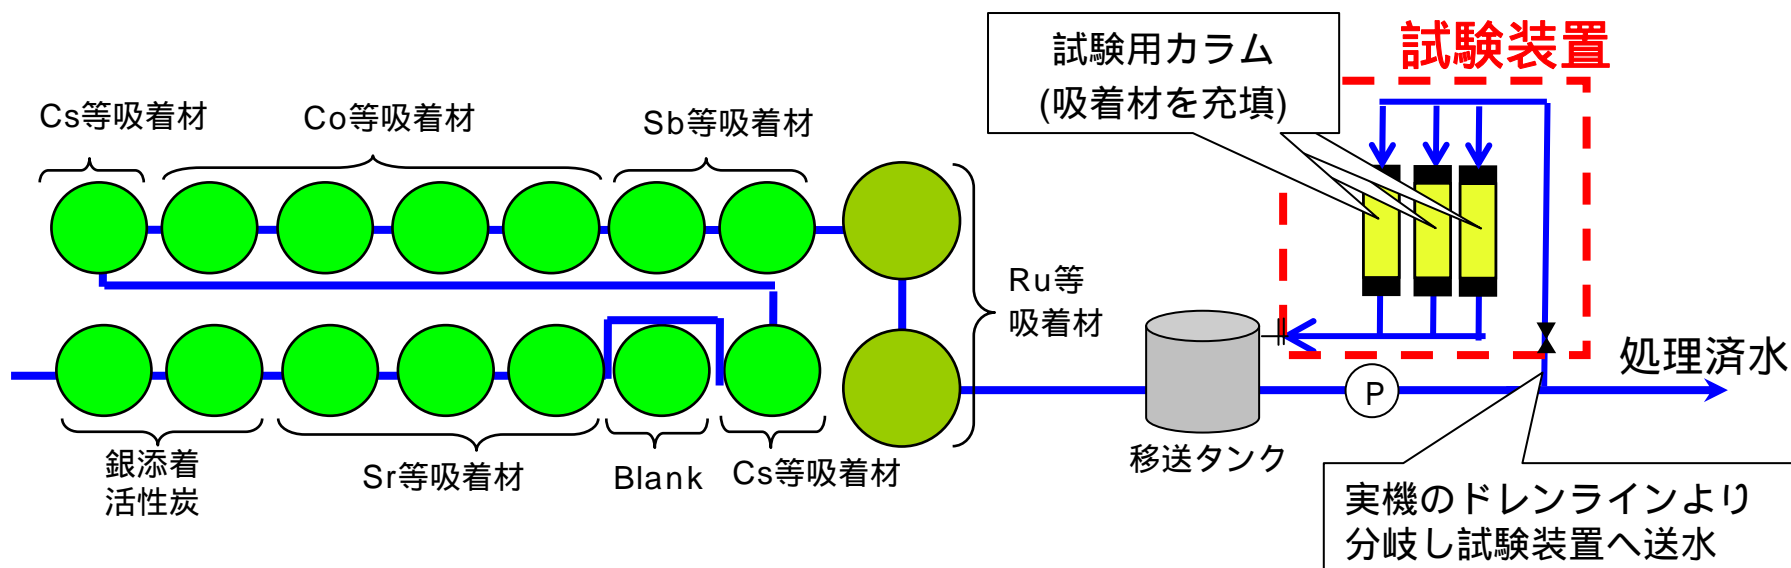 試験用カラム
(吸着材を充填)
試験装置
Cs等吸着材
Co等吸着材
Sb等吸着材
Ru等
吸着材
処理済水
P
銀添着
活性炭
Sr等吸着材
Blank
Cs等吸着材
移送タンク
実機のドレンラインより
分岐し試験装置へ送水